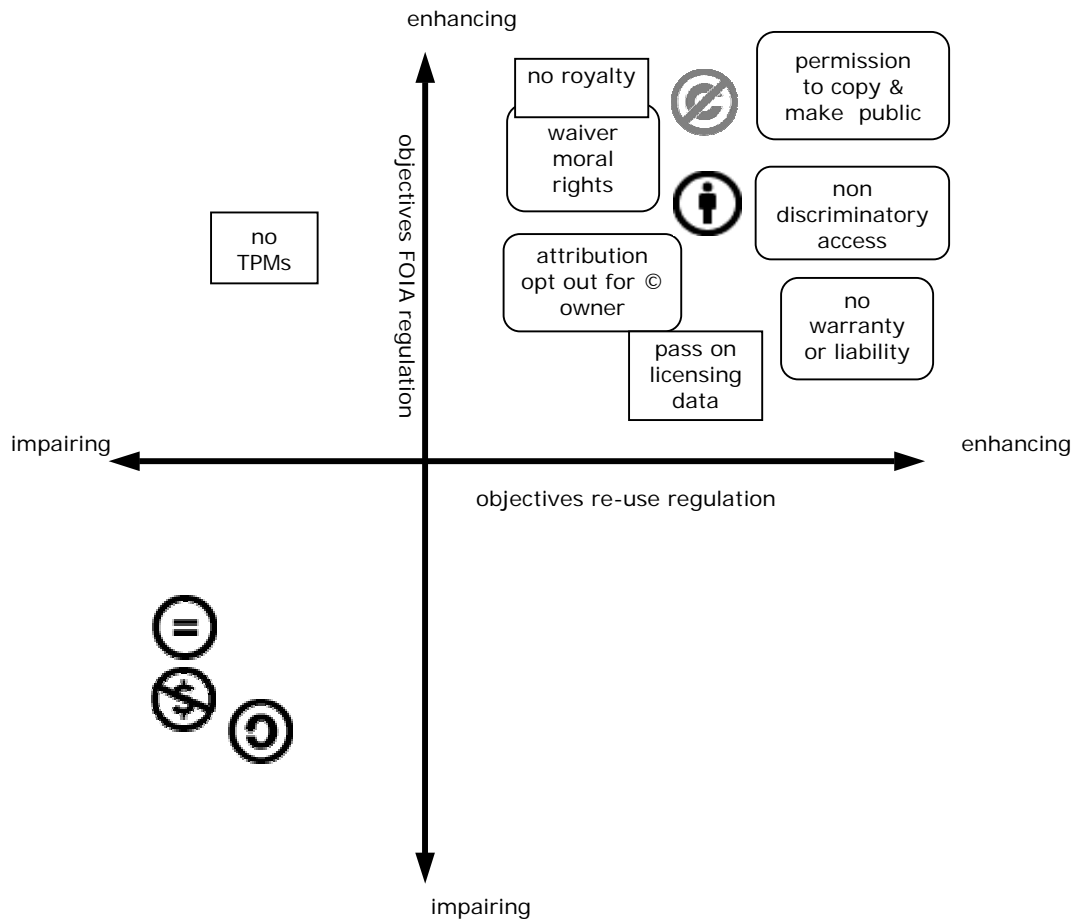 enhancing
no royalty
permission
to copy &
make public
waiver
moral
rights
objectives FOIA regulation
non
discriminatory
access
no
TPMs
attribution
opt out for ©
owner
no
warranty
or liability
pass on
licensing
data
impairing
enhancing
objectives re-use regulation
=
$
impairing